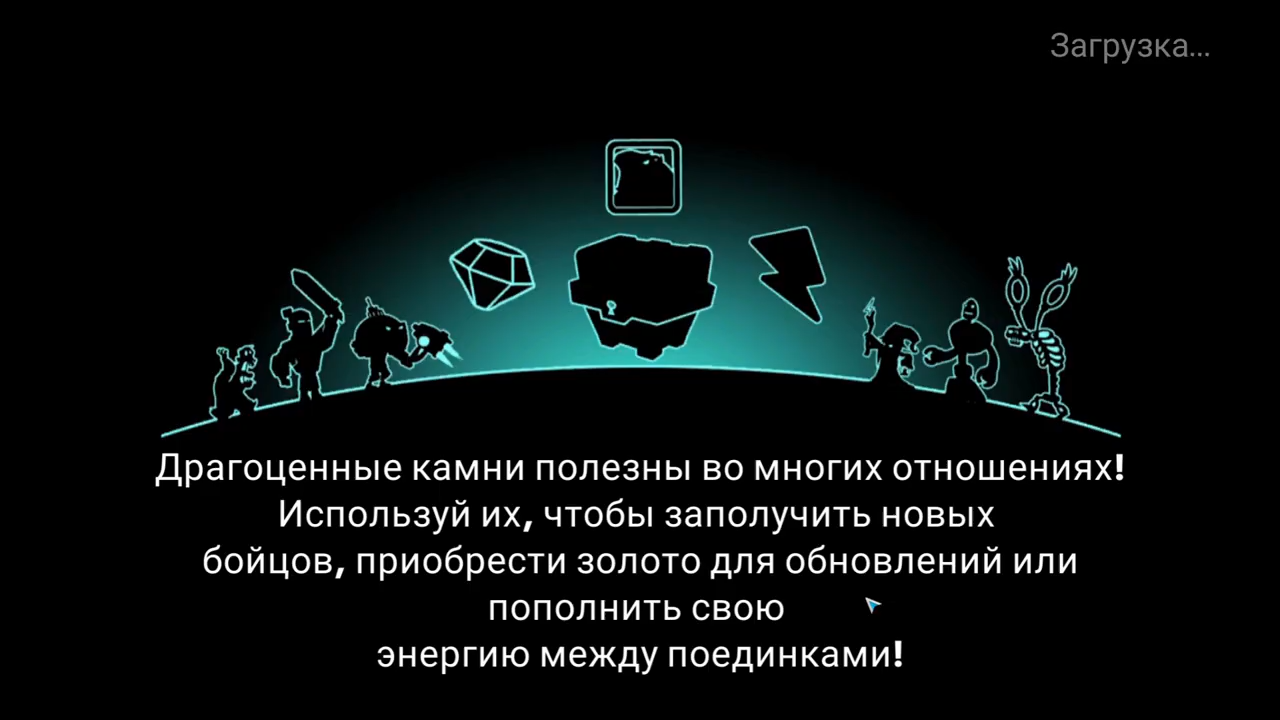 Загрузка...
Драгоценные камни полезны во многих отношениях!
Используй их, чтобы заполучить новых
бойцов, приобрести золото для обновлений или
пополнить свою
энергию между поединками!